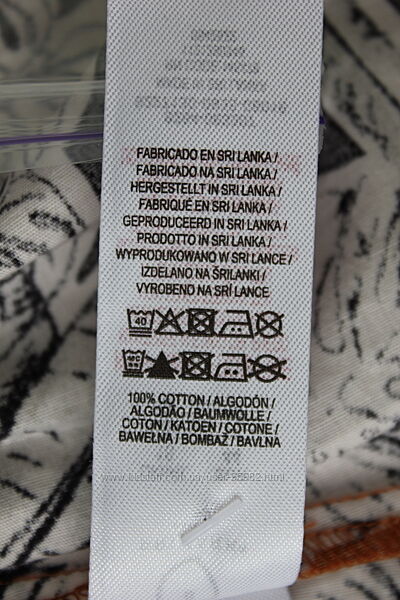 FABRICADO EN SRI LANKA /
FABRICADO NA SRI LANKA /
HERGESTELLT IN SRI LANKA /
FABRIQUÉ EN SRI LANKA /
GEPRODUCEERD IN SRI LANKA /
PRODOTTO IN SRI LANKA /
WYPRODUKOWANO W SRI LANCE /
IZDELANO NA ŠRILANKI /
VYROBENO NA SRÍ LANCE
40
40°C
100% COTTON / ALGODÓN /
ALGODÃO / BAUMWOLLE /
COTON / KATOEN / COTONE /
BAWEŁNA / BOMBAŽ / BAVLNA